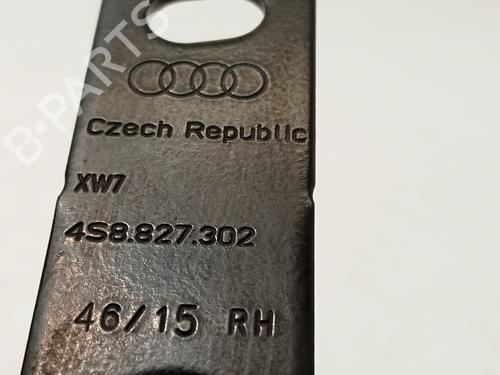 B-PARTS
Czech Republic
XW7
4S8.827.302
46/15 RH